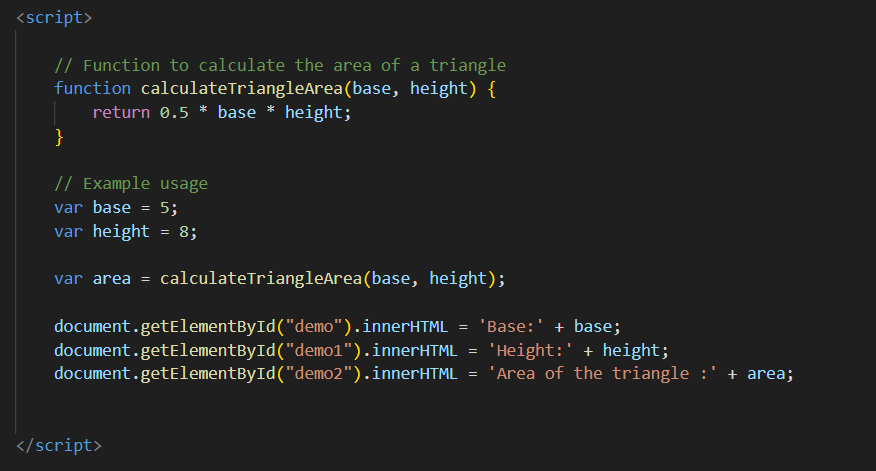 <script>
// Function to calculate the area of a triangle
function calculateTriangleArea(base, height) {
return 0.5 * base * height;
}
// Example usage
var base = 5;
var height = 8;
var area = calculateTriangleArea(base, height);
document.getElementById("demo").innerHTML = 'Base:' + base;
document.getElementById("demo1").innerHTML = 'Height:' + height;
document.getElementById("demo2").innerHTML = 'Area of the triangle :' + area;
</script>